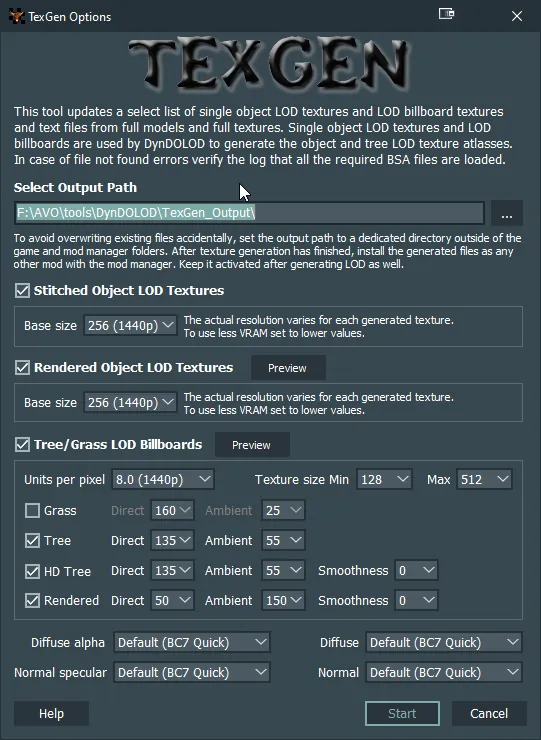 TexGen Options
TEXGEN
This tool updates a select list of single object LOD textures and LOD billboard textures
and text files from full models and full textures. Single object LOD textures and LOD
billboards are used by DynDOLOD to generate the object and tree LOD texture atlasses.
In case of file not found errors verify the log that all the required BSA files are loaded.
Select Output Path
F:\AVO\tools\DynDOLOD\TexGen_Output\
...
To avoid overwriting existing files accidentally, set the output path to a dedicated directory outside of the
game and mod manager folders. After texture generation has finished, install the generated files as any
other mod with the mod manager. Keep it activated after generating LOD as well.
Stitched Object LOD Textures
Base size 256 (1440p) The actual resolution varies for each generated texture.
To use less VRAM set to lower values.
Rendered Object LOD Textures Preview
Base size 256 (1440p) The actual resolution varies for each generated texture.
To use less VRAM set to lower values.
Tree/Grass LOD Billboards Preview
Units per pixel 8.0 (1440p) Texture size Min 128 Max 512
Grass Direct 160 Ambient 25
Tree Direct 135 Ambient 55
HD Tree Direct 135 Ambient 55 Smoothness 0
Rendered Direct 50 Ambient 150 Smoothness 0
Diffuse alpha Default (BC7 Quick) Diffuse Default (BC7 Quick)
Normal specular Default (BC7 Quick) Normal Default (BC7 Quick)
Help Start Cancel